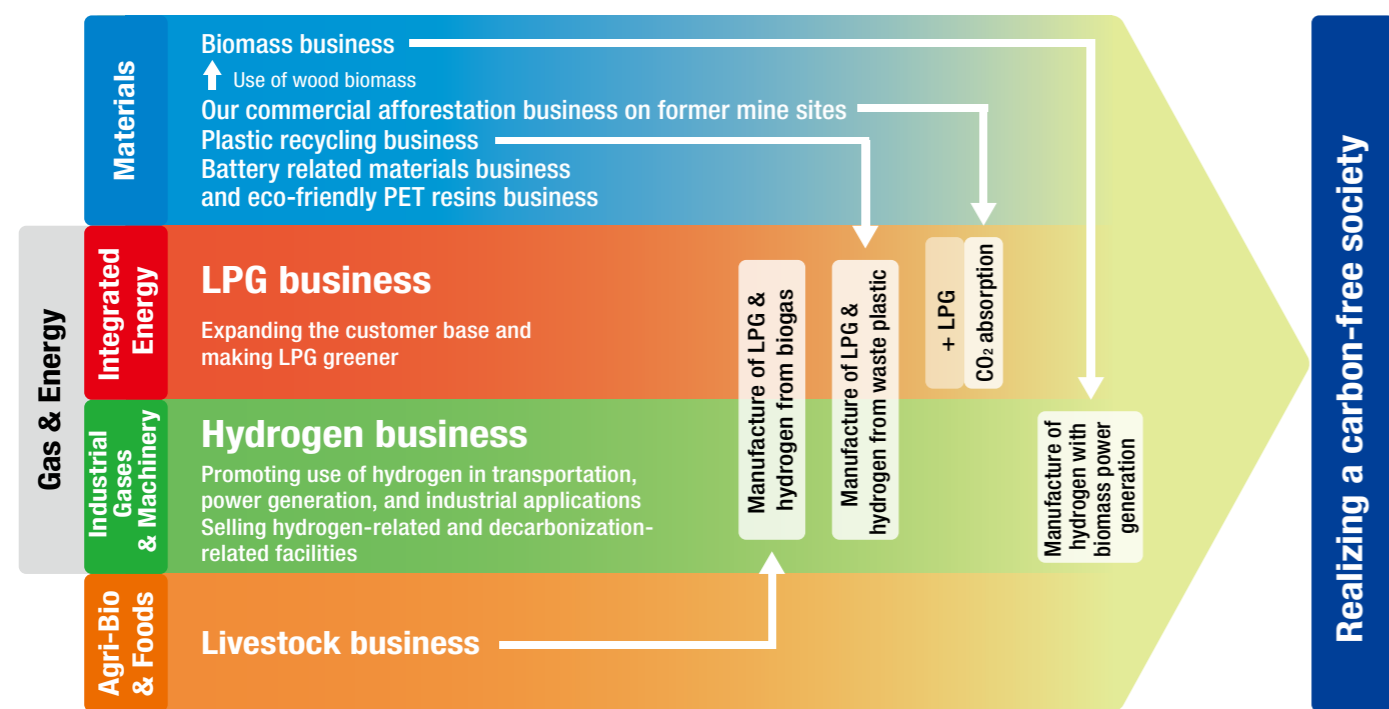 Materials
Biomass business
Use of wood biomass
Our commercial afforestation business on former mine sites
Plastic recycling business
Battery related materials business
and eco-friendly PET resins business
Gas & Energy
Integrated
Energy
LPG business
Expanding the customer base and
making LPG greener
Industrial
Gases
& Machinery
Hydrogen business
Promoting use of hydrogen in transportation,
power generation, and industrial applications
Selling hydrogen-related and decarbonization-
related facilities
Agri-Bio
& Foods
Livestock business
Manufacture of LPG &
hydrogen from biogas
Manufacture of LPG &
hydrogen from waste plastic
+ LPG
CO₂ absorption
Manufacture of
hydrogen with
biomass power
generation
Realizing a carbon-free society